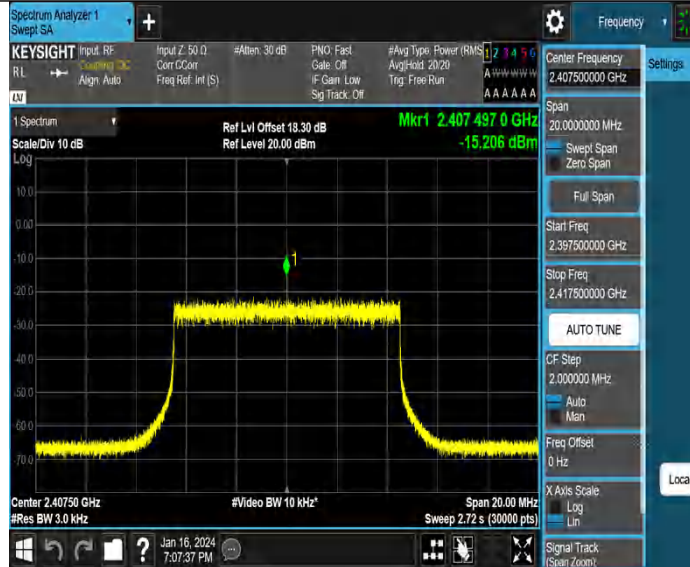 Spectrum Analyzer 1
Swept SA
Frequency
KEYSIGHT
RL
Input: RF
Coupling: DC
Align: Auto
Input Z: 50 Ω
Corr CCorr
Freq Ref: Int (S)
#Atten: 30 dB
PNO: Fast
Gate: Off
IF Gain: Low
Sig Track: Off
#Avg Type: Power (RMS
Avg|Hold: 20/20
Trig: Free Run
1 2 3 4 5 6
A W W W W W
A A A A A A
LXI
1 Spectrum
Scale/Div 10 dB
Ref Lvl Offset 18.30 dB
Ref Level 20.00 dBm
Mkr1 2.407 497 0 GHz
-15.206 dBm
Log
10.0
0.00
-10.0
-20.0
-30.0
-40.0
-50.0
-60.0
-70.0
1
Center 2.40750 GHz
#Res BW 3.0 kHz
#Video BW 10 kHz*
Span 20.00 MHz
Sweep 2.72 s (30000 pts)
?
Jan 16, 2024
7:07:37 PM
Center Frequency
2.407500000 GHz
Settings
Span
20.0000000 MHz
Swept Span
Zero Span
Full Span
Start Freq
2.397500000 GHz
Stop Freq
2.417500000 GHz
AUTO TUNE
CF Step
2.000000 MHz
Auto
Man
Freq Offset
0 Hz
X Axis Scale
Log
Lin
Loca
Signal Track
(Span Zoom)